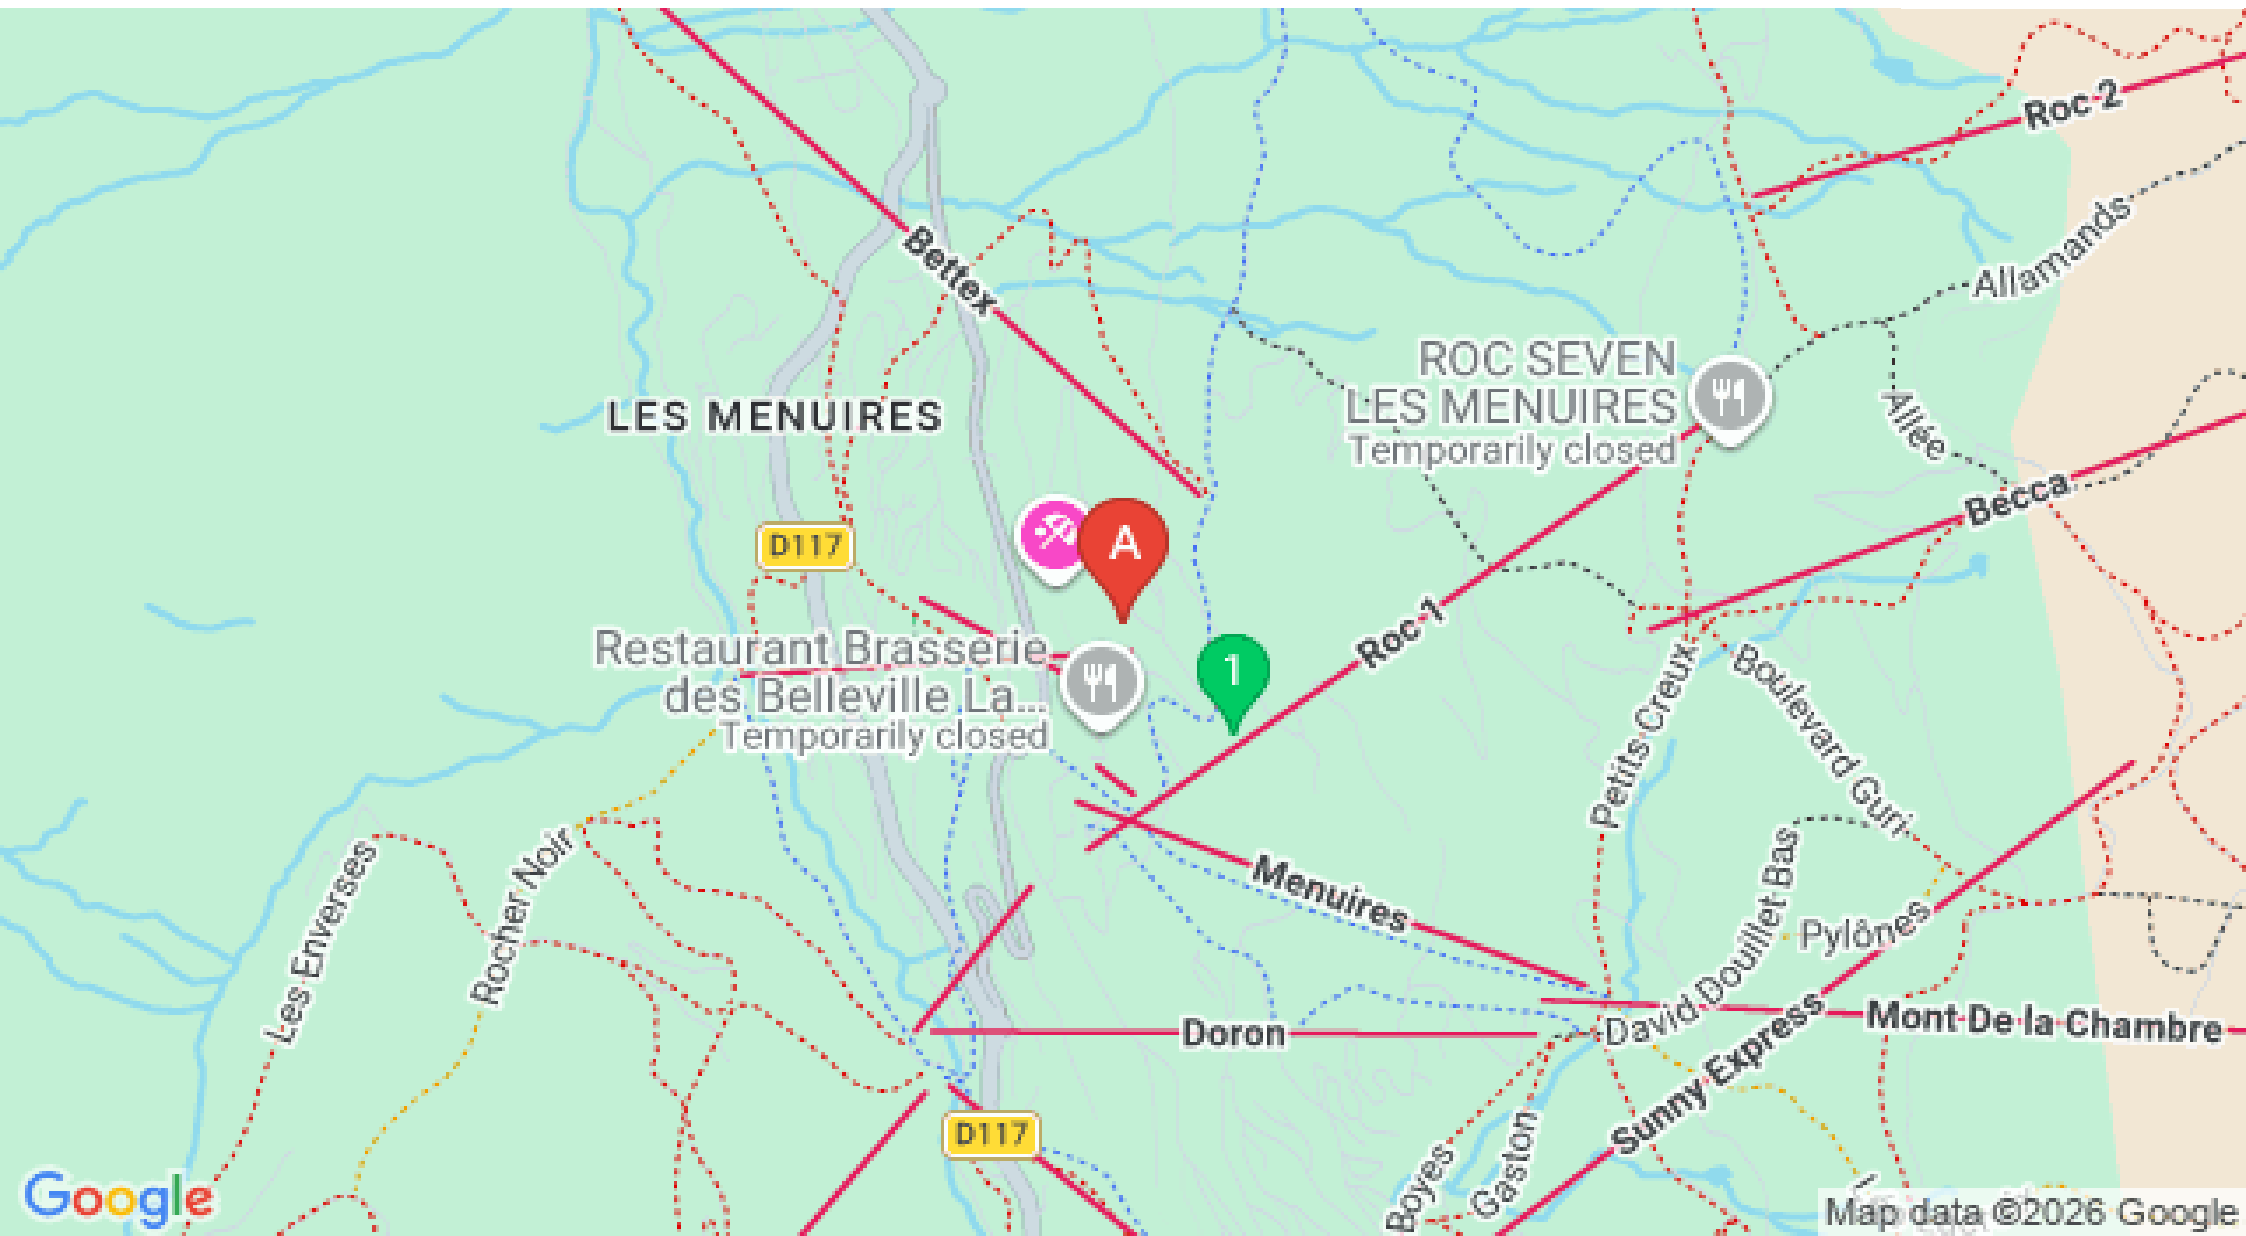 Roc 2
Allamands
Bettex
ROC SEVEN
LES MENUIRES
Temporarily closed
LES MENUIRES
Allée
Becca
D117
A
Restaurant Brasserie
des Belleville La...
Temporarily closed
1
Roc 1
Petits Creux
Boulevard Guri
Les Enverses
Rocher Noir
Menuires
David Douillet Bas
Pylônes
Doron
Mont De la Chambre
Sunny Express
D117
Boyes
Gaston
Google
Map data ©2026 Google